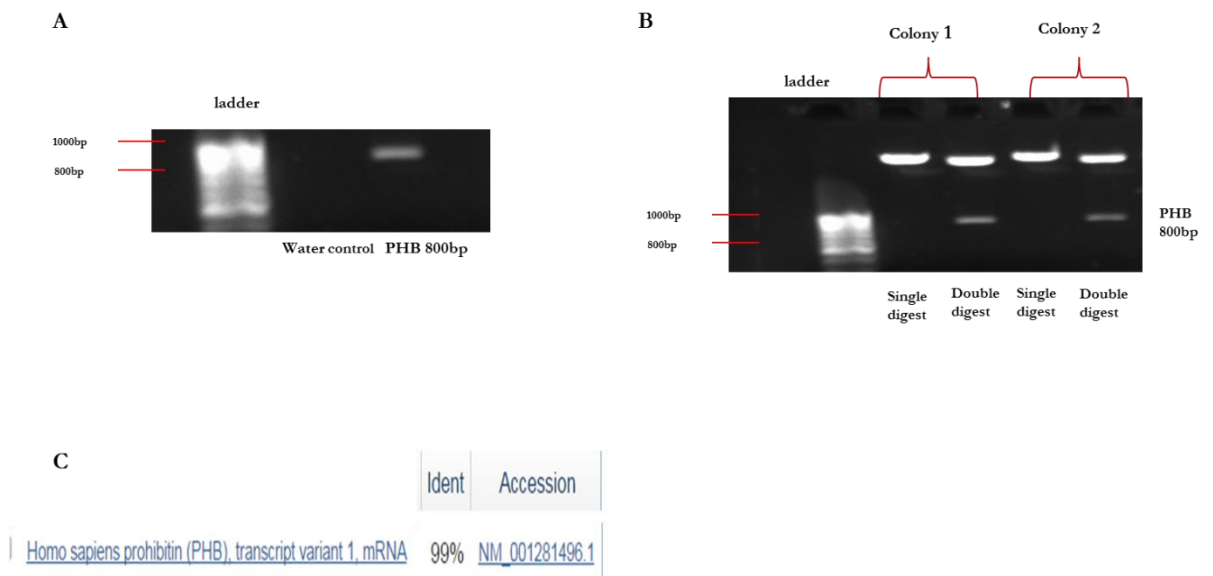 A
ladder
1000bp
800bp
Water control PHB 800bp
B
Colony 1
Colony 2
ladder
1000bp
800bp
PHB
800bp
Single
digest
Double
digest
Single
digest
Double
digest
C
Ident Accession
Homo sapiens prohibitin (PHB), transcript variant 1, mRNA 99% NM_001281496.1